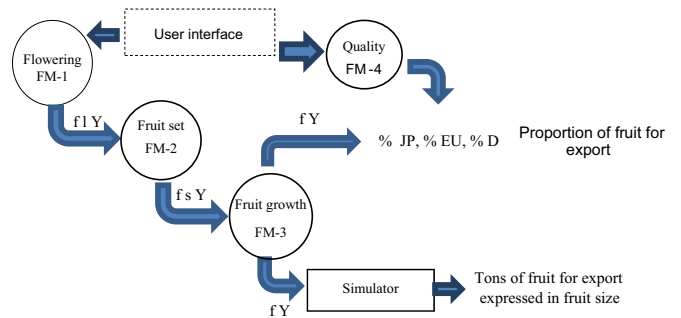 User interface
Flowering
FM-1
Quality
FM-4
f l Y
Fruit set
FM-2
f Y
% JP, % EU, % D
Proportion of fruit for
export
f s Y
Fruit growth
FM-3
f Y
Simulator
Tons of fruit for export
expressed in fruit size